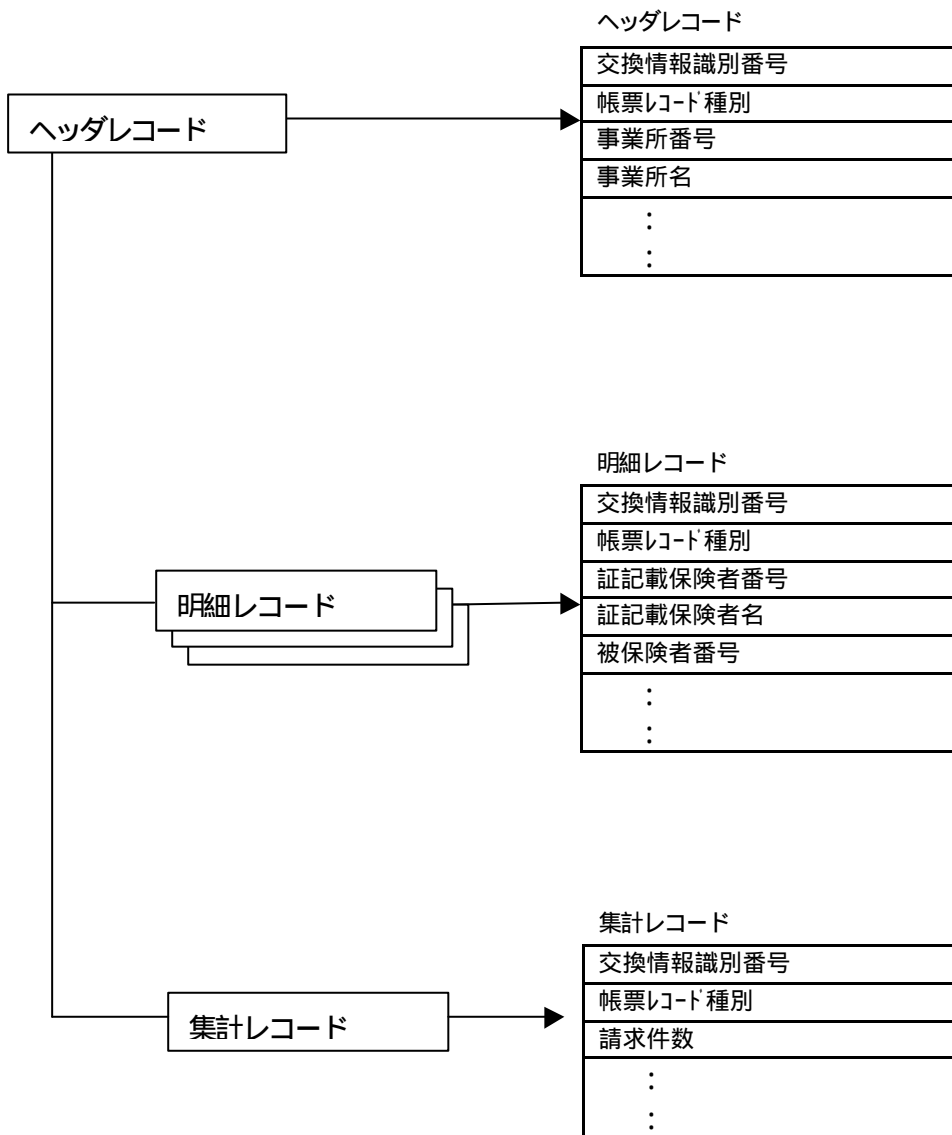 ヘッダレコード
ヘッダレコード
交換情報識別番号
帳票ﾚｺｰﾄﾞ種別
事業所番号
事業所名
：
：
明細レコード
明細レコード
交換情報識別番号
帳票ﾚｺｰﾄﾞ種別
証記載保険者番号
証記載保険者名
被保険者番号
：
：
集計レコード
集計レコード
交換情報識別番号
帳票ﾚｺｰﾄﾞ種別
請求件数
：
：